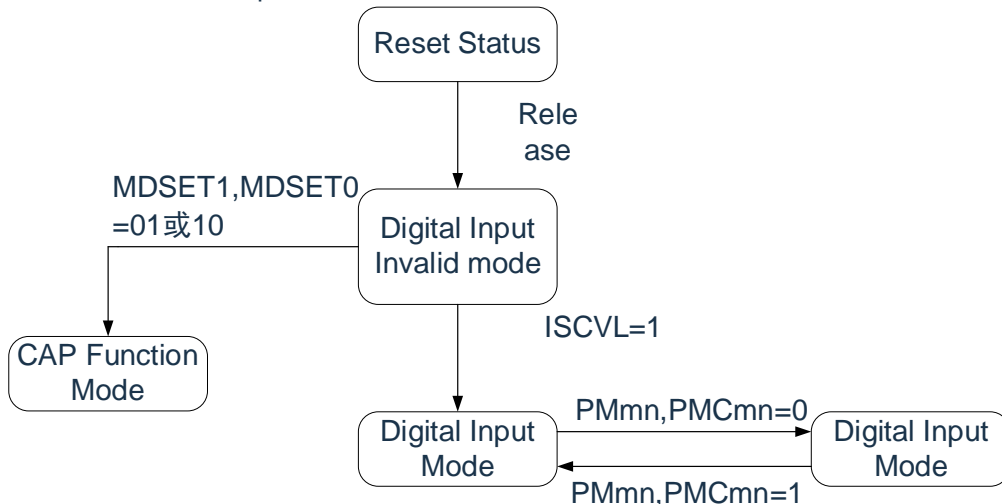 Reset Status
Rele
ase
MDSET1,MDSET0
=01或10
Digital Input
Invalid mode
ISCVL=1
CAP Function
Mode
Digital Input
Mode
PMmn,PMCmn=0
PMmn,PMCmn=1
Digital Input
Mode